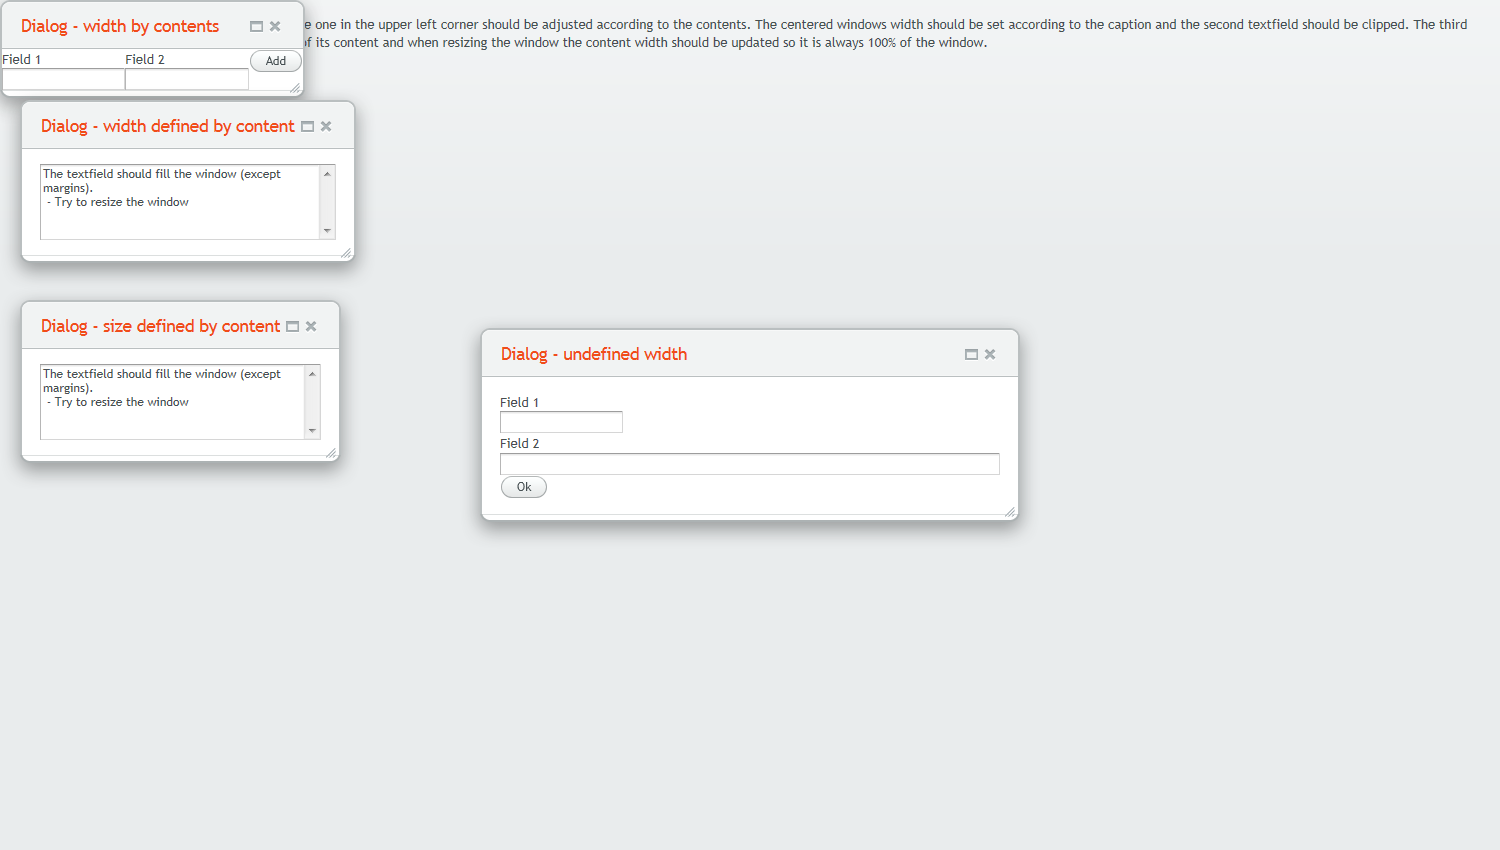 Dialog - width by contents
one in the upper left corner should be adjusted according to the contents. The centered windows width should be set according to the caption and the second textfield should be clipped. The third
of its content and when resizing the window the content width should be updated so it is always 100% of the window.
Field 1 Field 2 Add
Dialog - width defined by content
The textfield should fill the window (except
margins).
- Try to resize the window
Dialog - size defined by content
The textfield should fill the window (except
margins).
- Try to resize the window
Dialog - undefined width
Field 1
Field 2
Ok